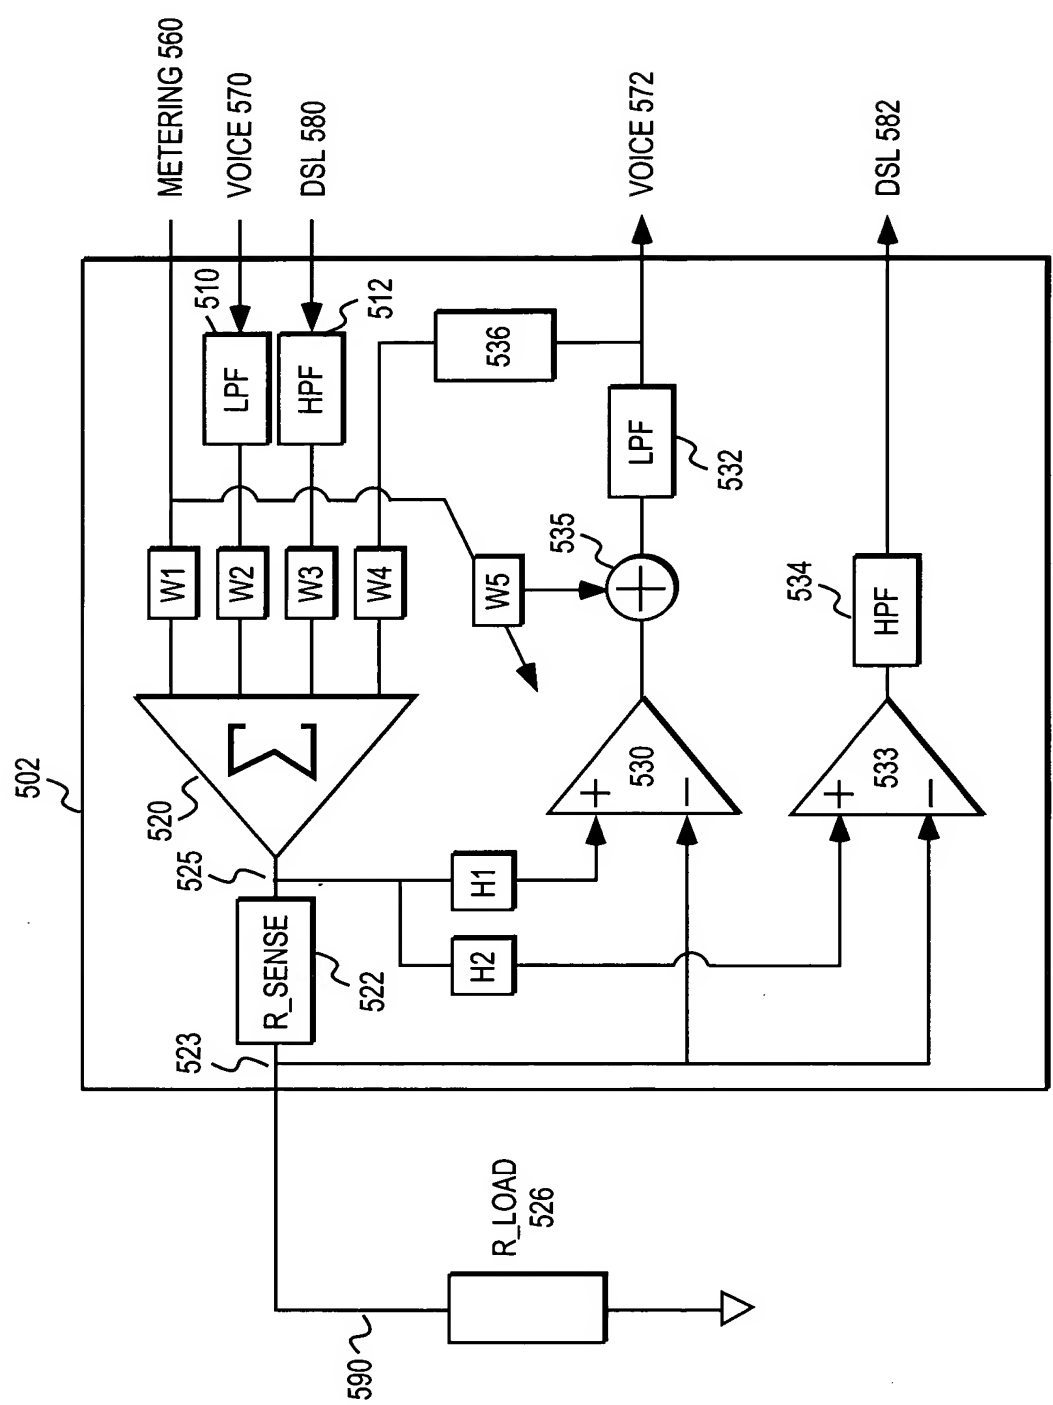 METERING 560
VOICE 570
DSL 580
VOICE 572
DSL 582
510
LPF
512
HPF
536
LPF
532
W1
W2
W3
W4
W5
535
+
534
HPF
Σ
520
502
+
530
−
+
533
−
525
H1
H2
R_SENSE
522
523
R_LOAD
526
590